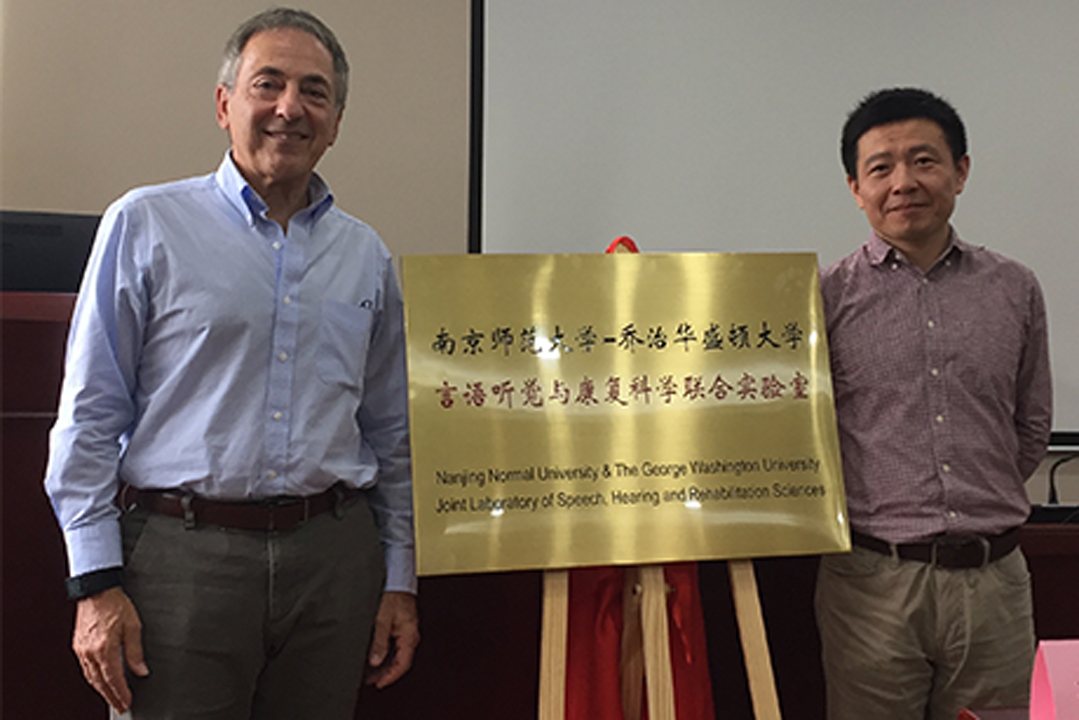 南京师范大学-乔治华盛顿大学
言语听觉与康复科学联合实验室
Nanjing Normal University & The George Washington University
Joint Laboratory of Speech, Hearing and Rehabilitation Sciences